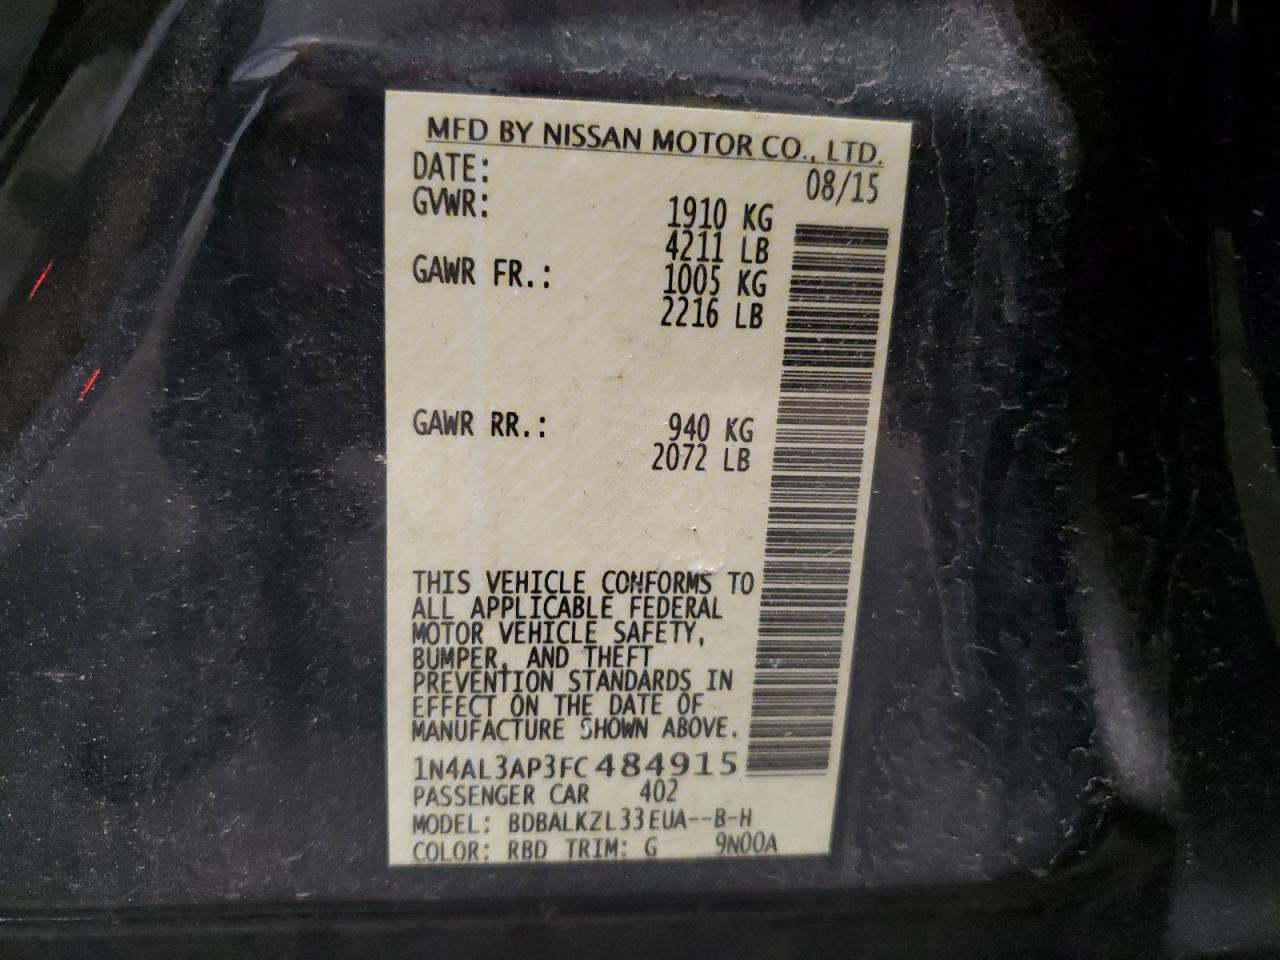 MFD BY NISSAN MOTOR CO., LTD.
DATE: 08/15
GVWR: 1910 KG
4211 LB
GAWR FR.: 1005 KG
2216 LB
GAWR RR.: 940 KG
2072 LB
THIS VEHICLE CONFORMS TO
ALL APPLICABLE FEDERAL
MOTOR VEHICLE SAFETY,
BUMPER, AND THEFT
PREVENTION STANDARDS IN
EFFECT ON THE DATE OF
MANUFACTURE SHOWN ABOVE.
1N4AL3AP3FC484915
PASSENGER CAR 402
MODEL: BDBALKZL33EUA--B-H
COLOR: RBD TRIM: G 9N00A